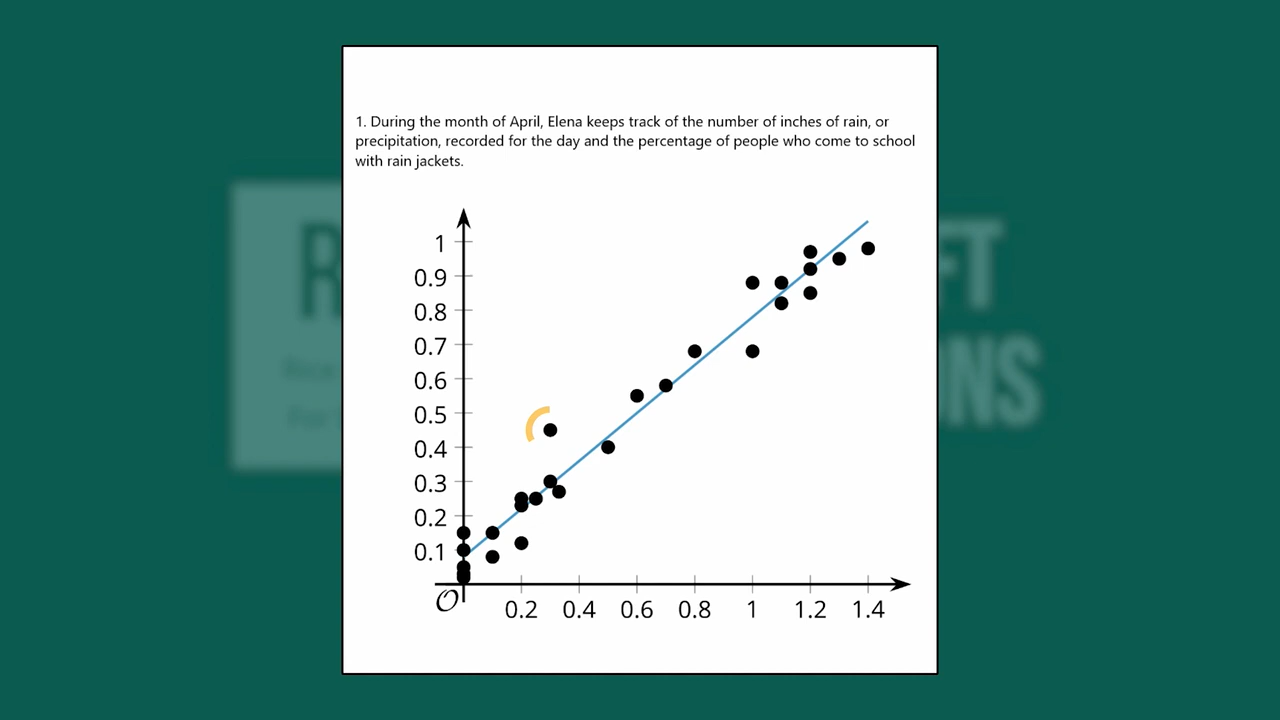 1. During the month of April, Elena keeps track of the number of inches of rain, or
precipitation, recorded for the day and the percentage of people who come to school
with rain jackets.
1
0.9
0.8
0.7
0.6
0.5
0.4
0.3
0.2
0.1
O
0.2 0.4 0.6 0.8 1 1.2 1.4